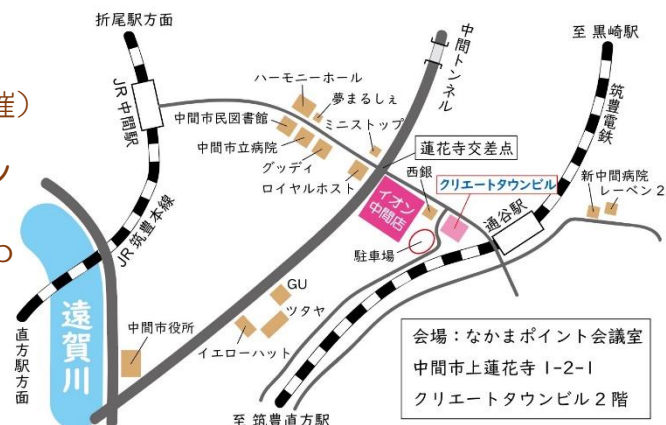 折尾駅方面
催)
ン
ハーモニーホール
夢まるしぇ
中間市民図書館
ミニストップ
中間市立病院
グッディ
ロイヤルホスト
中間トンネル
至 黒崎駅
筑豊電鉄
JR中間駅
JR筑豊本線
蓮花寺交差点
イオン
中間店
西銀
クリエートタウンビル
駐車場
通谷駅
新中間病院
レーベン2
遠賀川
直方駅方面
中間市役所
GU
ツタヤ
イエローハット
至 筑豊直方駅
会場:なかまポイント会議室
中間市上蓮花寺 1-2-1
クリエートタウンビル2階